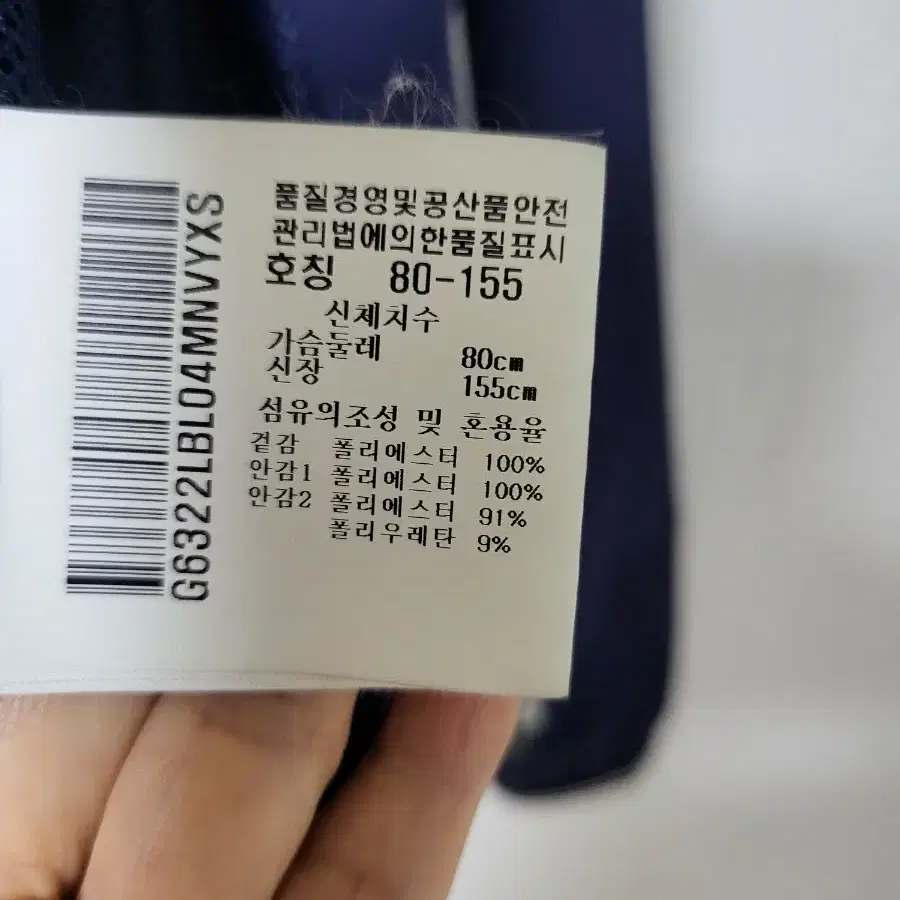 G6322LBL04MNVYXS
품질경영및공산품안전
관리법에의한품질표시
호칭 80-155
신체치수
가슴둘레 80cm
신장 155cm
섬유의조성 및 혼용율
겉감 폴리에스터 100%
안감1 폴리에스터 100%
안감2 폴리에스터 91%
폴리우레탄 9%